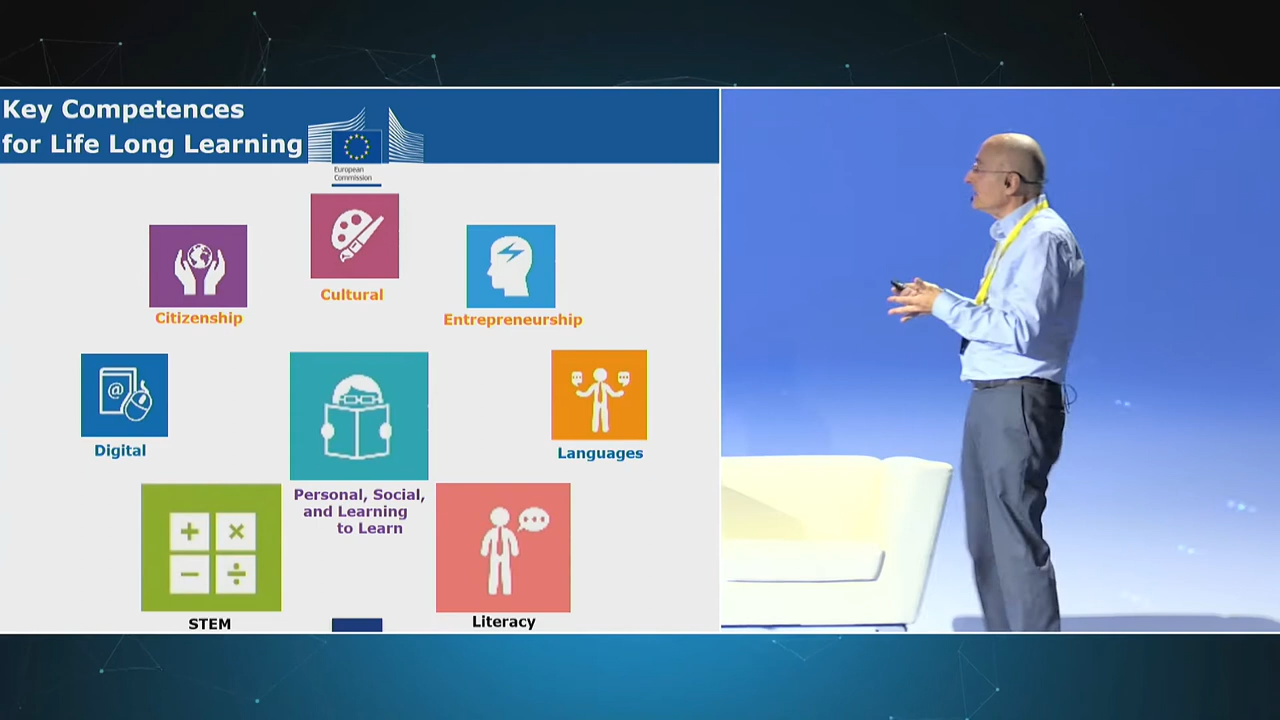 Key Competences
for Life Long Learning
European
Commission
Cultural
Citizenship
Entrepreneurship
Digital
Languages
Personal, Social,
and Learning
to Learn
STEM
Literacy